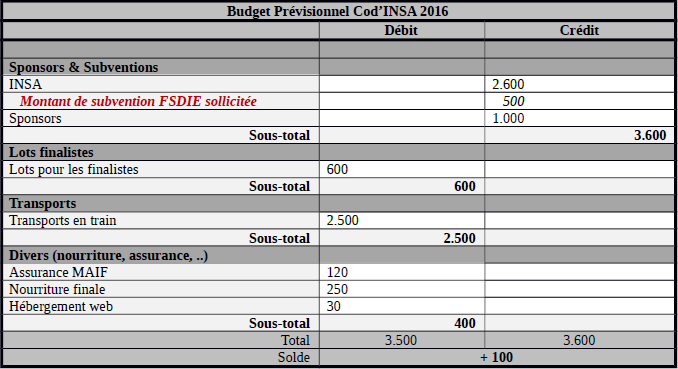 Budget Prévisionnel Cod'INSA 2016
Débit Crédit
Sponsors & Subventions
INSA 2.600
Montant de subvention FSDIE sollicitée 500
Sponsors 1.000
Sous-total 3.600
Lots finalistes
Lots pour les finalistes 600
Sous-total 600
Transports
Transports en train 2.500
Sous-total 2.500
Divers (nourriture, assurance, ..)
Assurance MAIF 120
Nourriture finale 250
Hébergement web 30
Sous-total 400
Total 3.500 3.600
Solde + 100